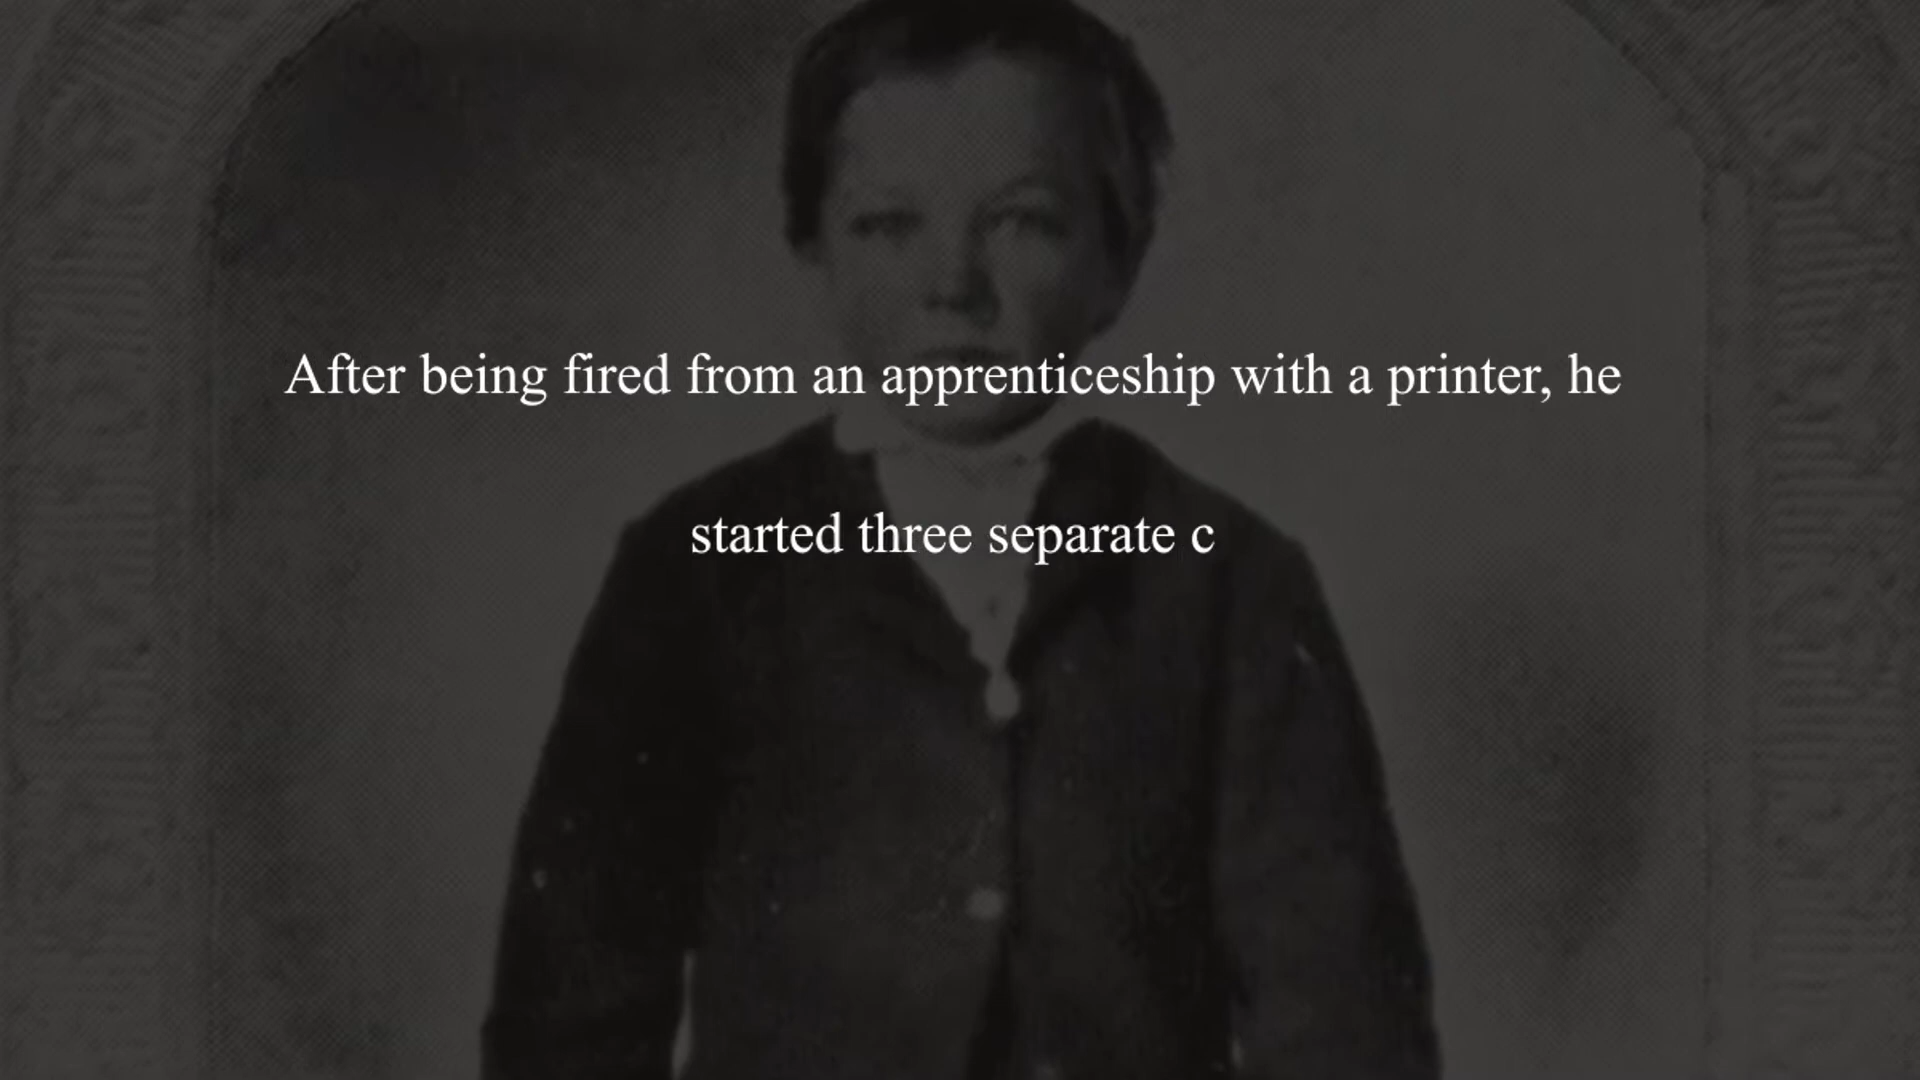 After being fired from an apprenticeship with a printer, he
started three separate c